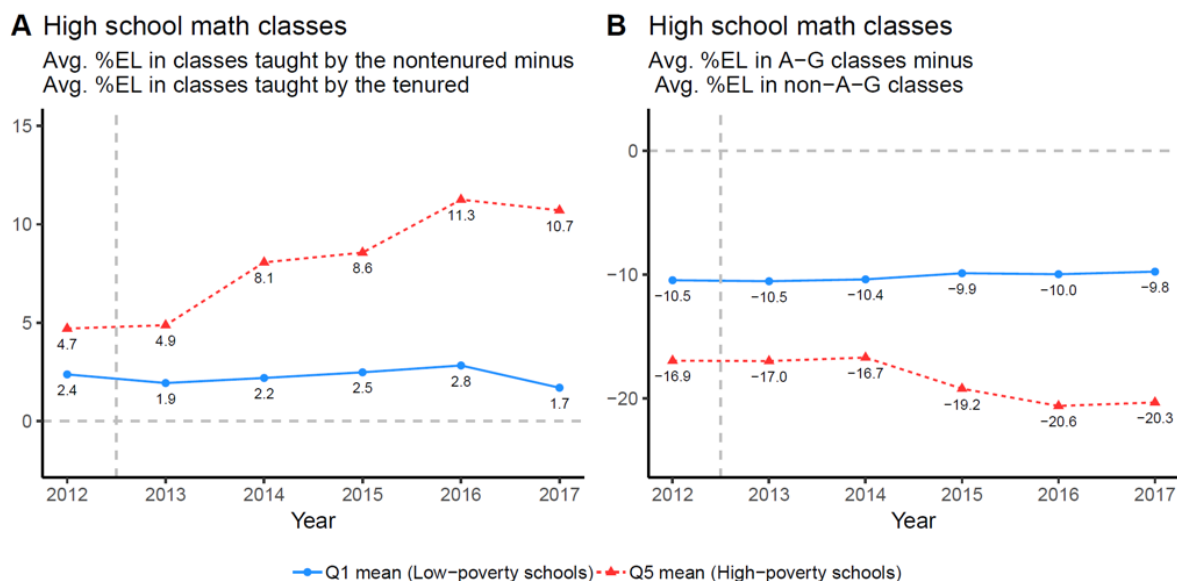 A High school math classes
Avg. %EL in classes taught by the nontenured minus
Avg. %EL in classes taught by the tenured
15
10
5
0
4.7
4.9
8.1
8.6
11.3
10.7
2.4
1.9
2.2
2.5
2.8
1.7
2012 2013 2014 2015 2016 2017
Year
B High school math classes
Avg. %EL in A−G classes minus
Avg. %EL in non−A−G classes
0
−10
−20
−10.5
−10.5
−10.4
−9.9
−10.0
−9.8
−16.9
−17.0
−16.7
−19.2
−20.6
−20.3
2012 2013 2014 2015 2016 2017
Year
Q1 mean (Low−poverty schools) Q5 mean (High−poverty schools)